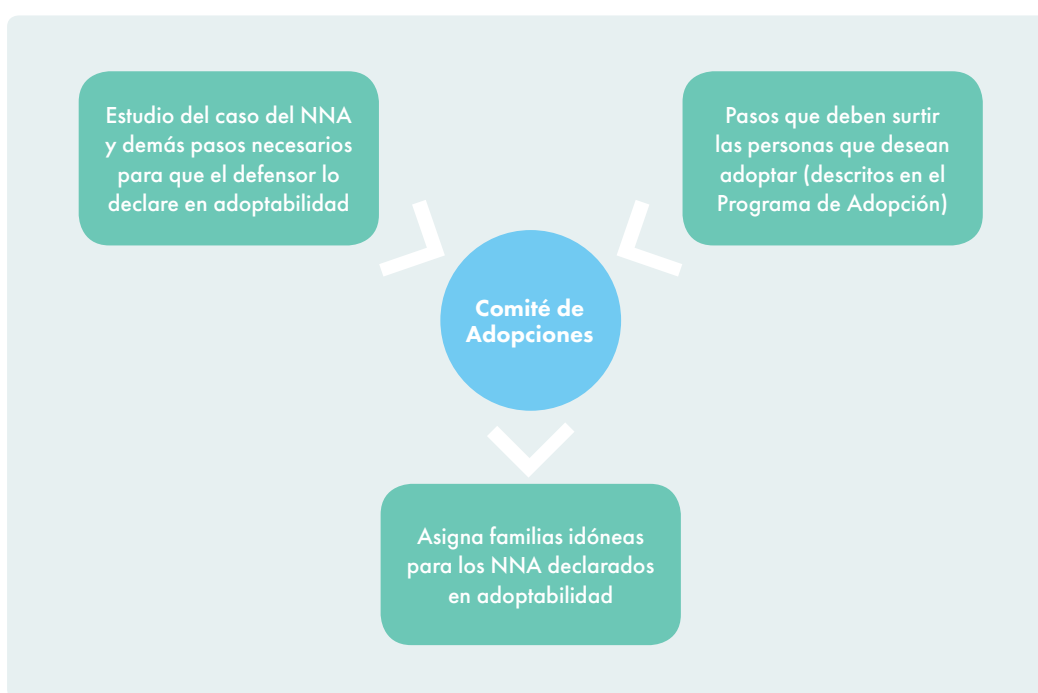 Estudio del caso del NNA
y demás pasos necesarios
para que el defensor lo
declare en adoptabilidad
Pasos que deben surtir
las personas que desean
adoptar (descritos en el
Programa de Adopción)
Comité de
Adopciones
Asigna familias idóneas
para los NNA declarados
en adoptabilidad